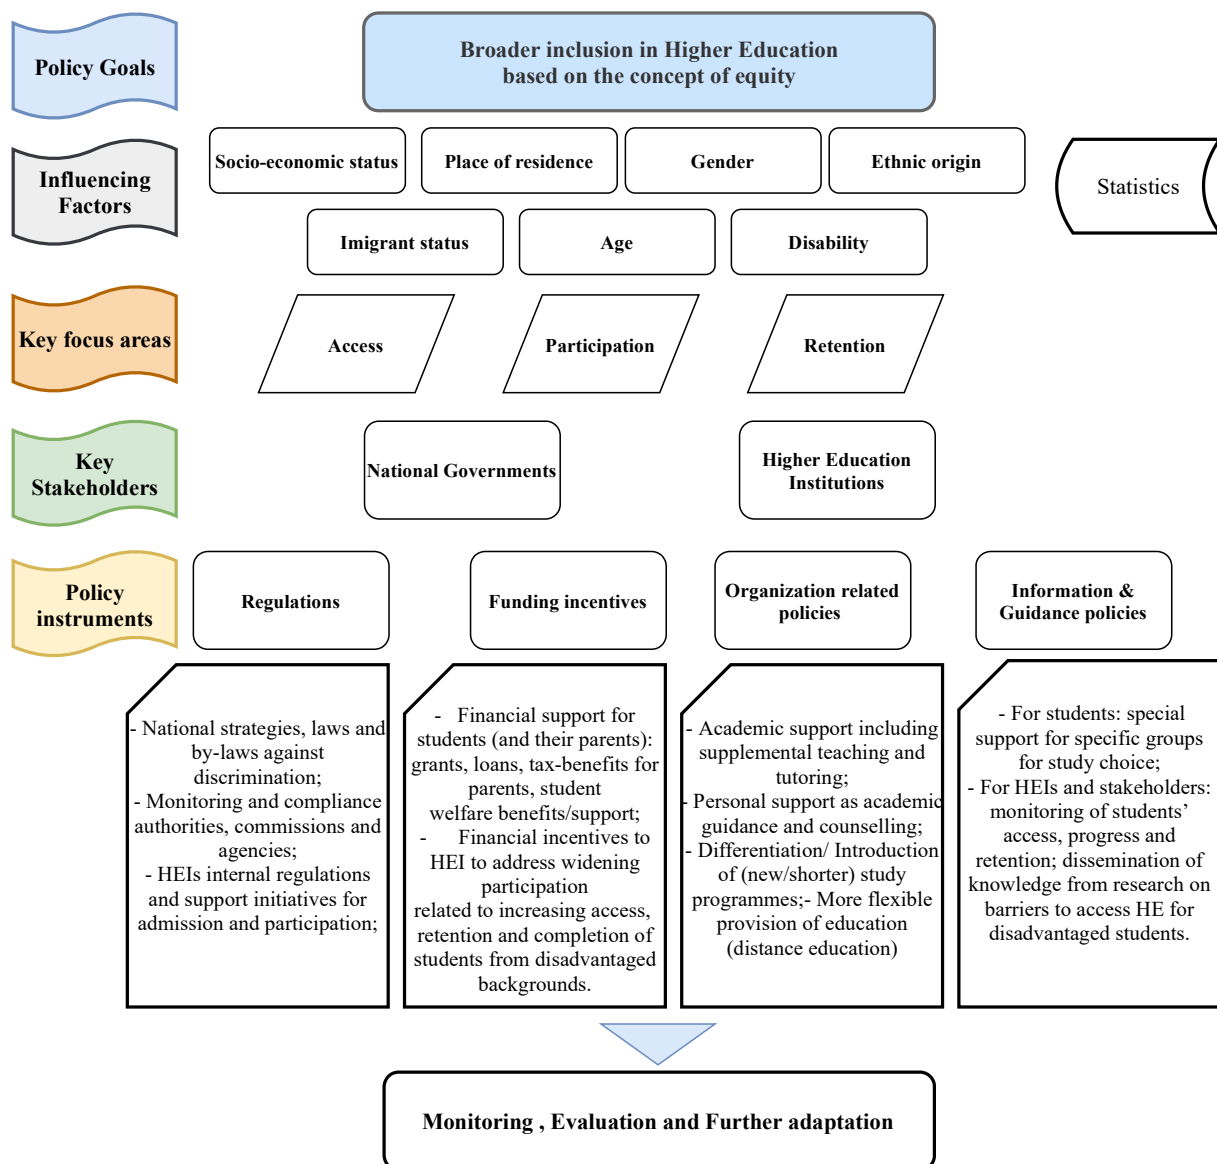 Policy Goals
Broader inclusion in Higher Education
based on the concept of equity
Influencing
Factors
Socio-economic status
Place of residence
Gender
Ethnic origin
Statistics
Imigrant status
Age
Disability
Key focus areas
Access
Participation
Retention
Key
Stakeholders
National Governments
Higher Education
Institutions
Policy
instruments
Regulations
Funding incentives
Organization related
policies
Information &
Guidance policies
- National strategies, laws and
by-laws against
discrimination;
- Monitoring and compliance
authorities, commissions and
agencies;
- HEIs internal regulations
and support initiatives for
admission and participation;
- Financial support for
students (and their parents):
grants, loans, tax-benefits for
parents, student
welfare benefits/support;
- Financial incentives to
HEI to address widening
participation
related to increasing access,
retention and completion of
students from disadvantaged
backgrounds.
- Academic support including
supplemental teaching and
tutoring;
- Personal support as academic
guidance and counselling;
- Differentiation/ Introduction
of (new/shorter) study
programmes;- More flexible
provision of education
(distance education)
- For students: special
support for specific groups
for study choice;
- For HEIs and stakeholders:
monitoring of students’
access, progress and
retention; dissemination of
knowledge from research on
barriers to access HE for
disadvantaged students.
Monitoring , Evaluation and Further adaptation